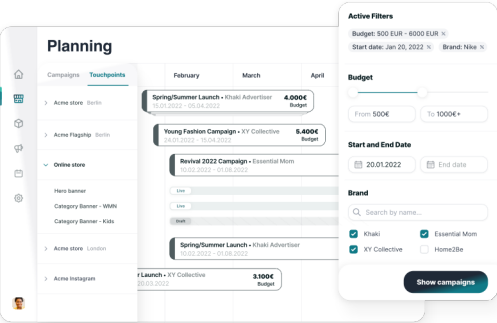 Planning
Campaigns Touchpoints
February March April
Acme store Berlin
Acme Flagship Berlin
Online store
Hero banner
Category Banner - WMN
Category Banner - Kids
Acme store London
Acme Instagram
Spring/Summer Launch • Khaki Advertiser 4.000€
15.01.2022 - 05.04.2022 Budget
Young Fashion Campaign • XY Collective 5.400€
24.01.2022 - 15.04.2022 Budget
Revival 2022 Campaign • Essential Mom
10.02.2022 - 01.08.2022
Live
Live
Draft
Spring/Summer Launch • Khaki Advertiser
10.02.2022 - 01.06.2022
r Launch • XY Collective 3.100€
20.03.2022 Budget
Active Filters
Budget: 500 EUR - 6000 EUR ×
Start date: Jan 20, 2022 × Brand: Nike ×
Budget
From 500€ To 1000€+
Start and End Date
20.01.2022 End date
Brand
Search by name...
Khaki Essential Mom
XY Collective Home2Be
Show campaigns